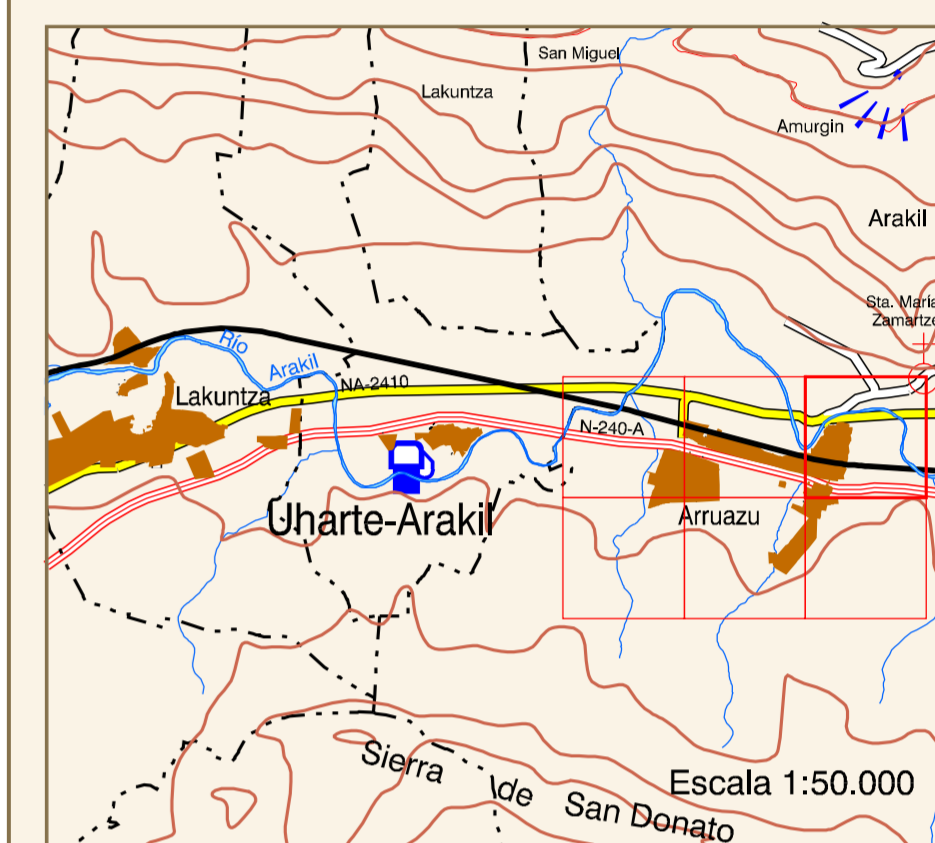 San Miguel
Lakuntza
Amurgin
Arakil
Sta. María
Zamartze
Río
Arakil
NA-2410
Lakuntza
N-240-A
Uharte-Arakil
Arruazu
Sierra de San Donato
Escala 1:50.000